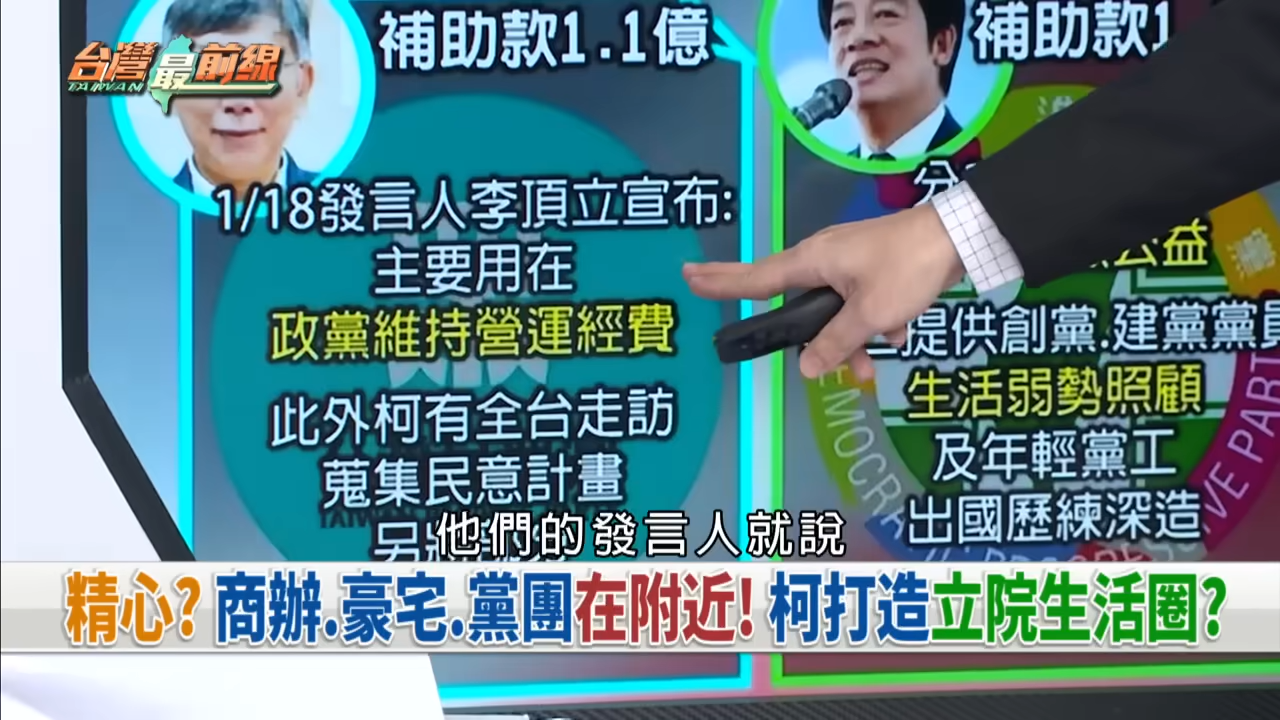 台灣最前線
TAIWAN
補助款1.1億
1/18發言人李頂立宣布:
主要用在
政黨維持營運經費
此外柯有全台走訪
蒐集民意計畫
補助款1
公益
提供創黨.建黨黨員
生活弱勢照顧
及年輕黨工
出國歷練深造
他們的發言人就說
精心? 商辦.豪宅.黨團在附近! 柯打造立院生活圈?